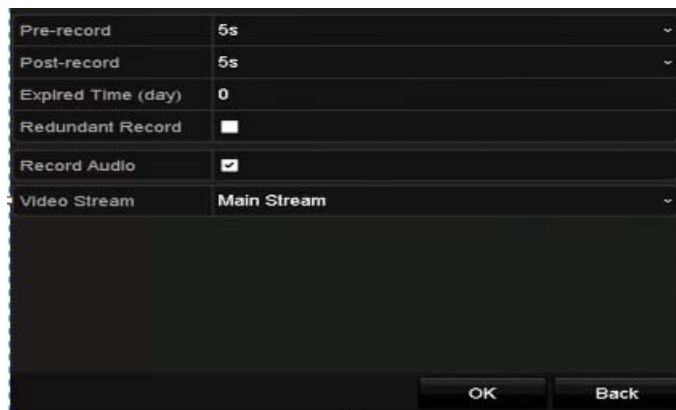 Pre-record 5s
Post-record 5s
Expired Time (day) 0
Redundant Record
Record Audio
Video Stream Main Stream
OK Back